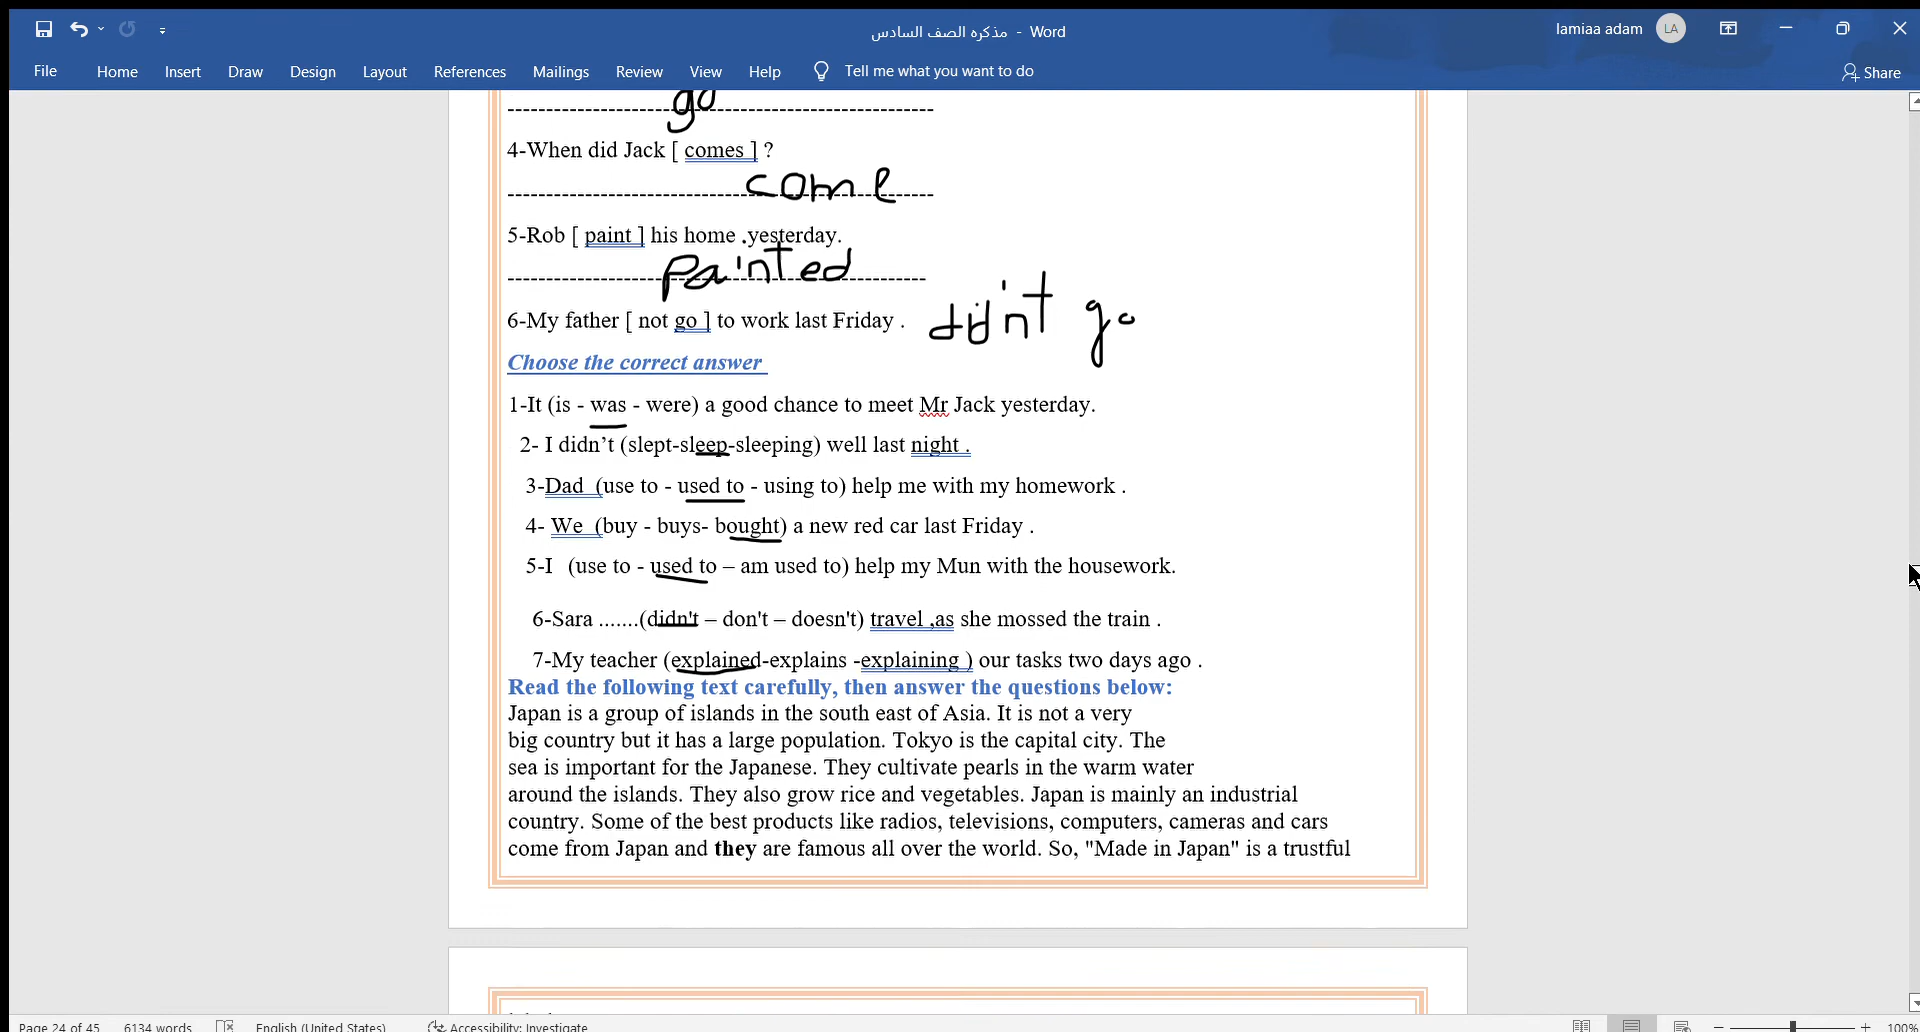 مذكره الصف السادس - Word
lamiaa adam
LA
File Home Insert Draw Design Layout References Mailings Review View Help Tell me what you want to do
Share
go
----------------------------------------------------
4-When did Jack [ comes ] ?
come
----------------------------------------------------
5-Rob [ paint ] his home .yesterday.
painted
----------------------------------------------------
6-My father [ not go ] to work last Friday . didn't go
Choose the correct answer
1-It (is - was - were) a good chance to meet Mr Jack yesterday.
2- I didn’t (slept-sleep-sleeping) well last night .
3-Dad (use to - used to - using to) help me with my homework .
4- We (buy - buys- bought) a new red car last Friday .
5-I (use to - used to – am used to) help my Mun with the housework.
6-Sara .......(didn't – don't – doesn't) travel ,as she mossed the train .
7-My teacher (explained-explains -explaining ) our tasks two days ago .
Read the following text carefully, then answer the questions below:
Japan is a group of islands in the south east of Asia. It is not a very
big country but it has a large population. Tokyo is the capital city. The
sea is important for the Japanese. They cultivate pearls in the warm water
around the islands. They also grow rice and vegetables. Japan is mainly an industrial
country. Some of the best products like radios, televisions, computers, cameras and cars
come from Japan and they are famous all over the world. So, "Made in Japan" is a trustful
Page 24 of 45 6134 words English (United States) Accessibility: Investigate 100%